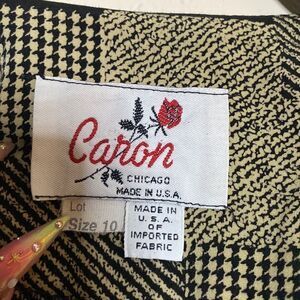 Caron
CHICAGO
MADE IN U.S.A.
Lot
Size 10
MADE IN
U. S. A.
OF
IMPORTED
FABRIC